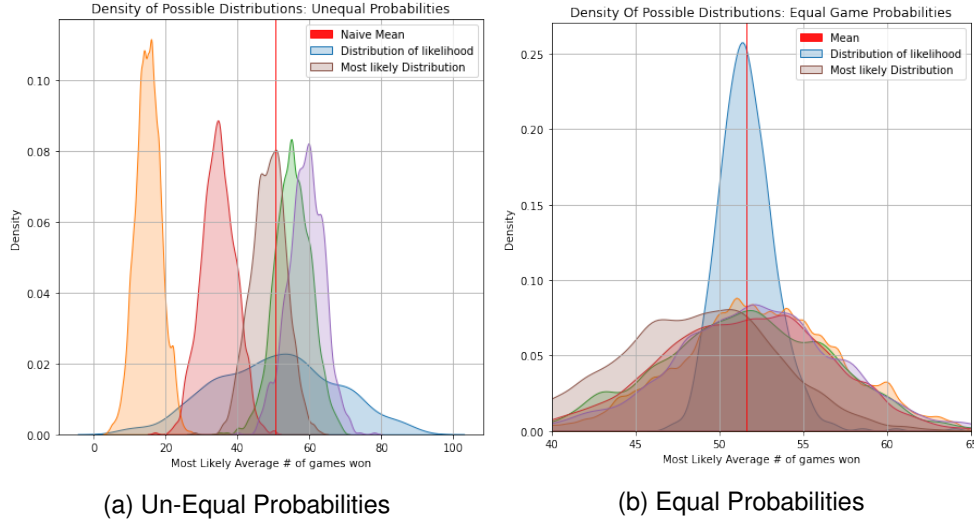 Density of Possible Distributions: Unequal Probabilities
Naive Mean
Distribution of likelihood
Most likely Distribution
0.10
0.08
0.06
0.04
0.02
0.00
Density
0
20
40
60
80
100
Most Likely Average # of games won
(a) Un-Equal Probabilities
Density Of Possible Distributions: Equal Game Probabilities
Mean
Distribution of likelihood
Most likely Distribution
0.25
0.20
0.15
0.10
0.05
0.00
Density
40
45
50
55
60
65
Most Likely Average # of games won
(b) Equal Probabilities